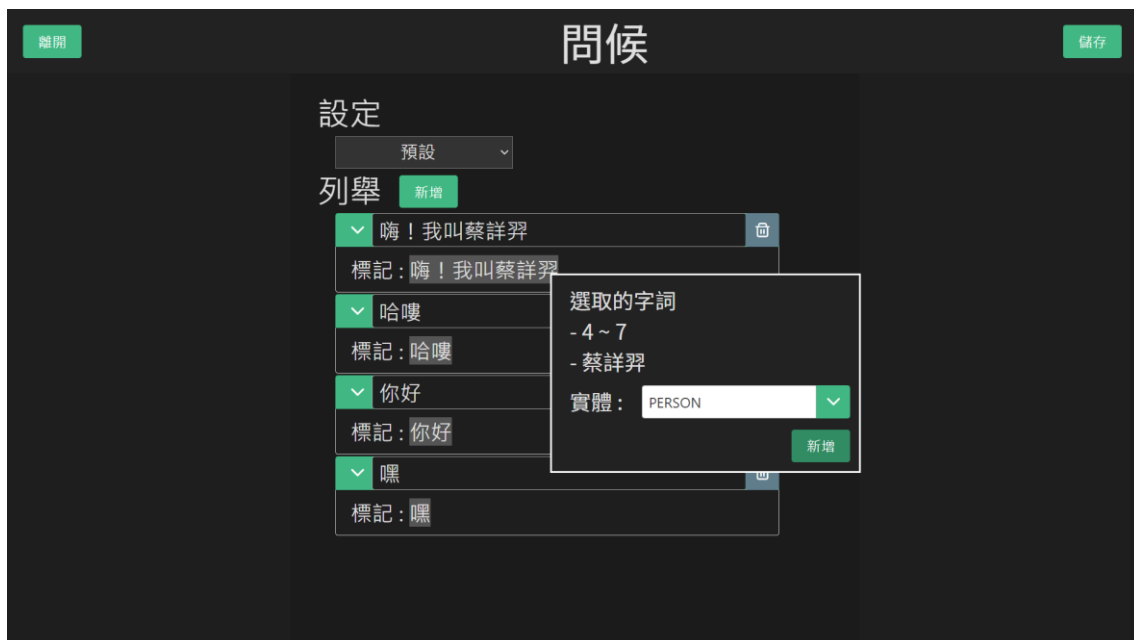 離開
問候
儲存
設定
預設
列舉 新增
嗨！我叫蔡詳羿
標記 : 嗨！我叫蔡詳羿
哈嘍
標記 : 哈嘍
你好
標記 : 你好
嘿
標記 : 嘿
選取的字詞
- 4 ~ 7
- 蔡詳羿
實體 : PERSON
新增